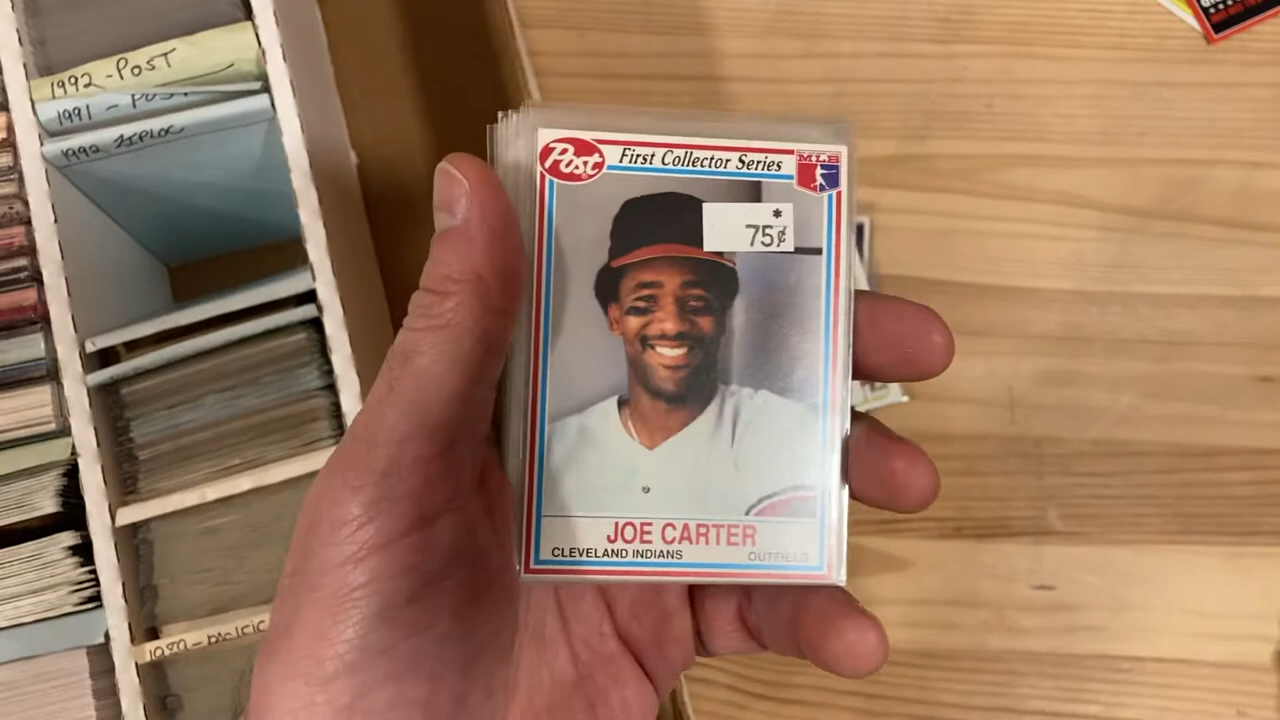 1992 - POST
1991 - POST
1992 ZIPLOC
Post
First Collector Series
MLB
*
75¢
JOE CARTER
CLEVELAND INDIANS
OUTFIELD